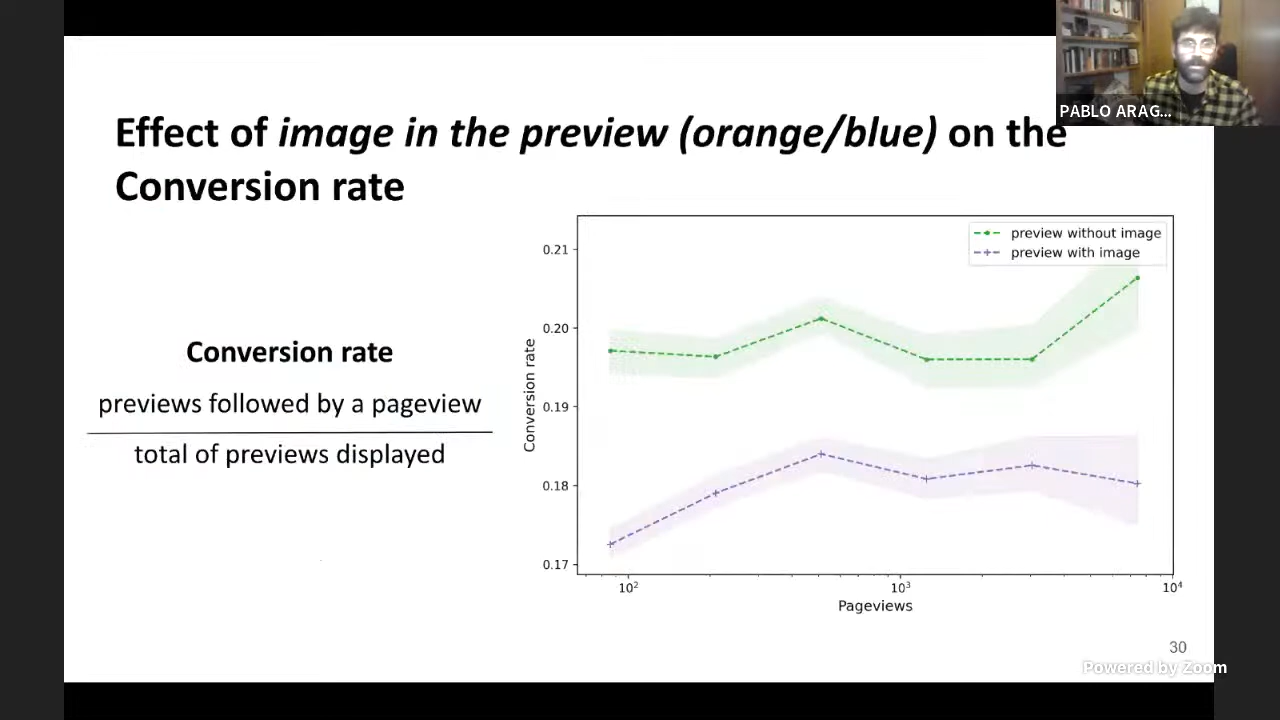 PABLO ARAG...
Effect of image in the preview (orange/blue) on the
Conversion rate
Conversion rate
previews followed by a pageview
total of previews displayed
preview without image
preview with image
0.21
0.20
0.19
0.18
0.17
Conversion rate
10² 10³ 10⁴
Pageviews
30
Powered by Zoom